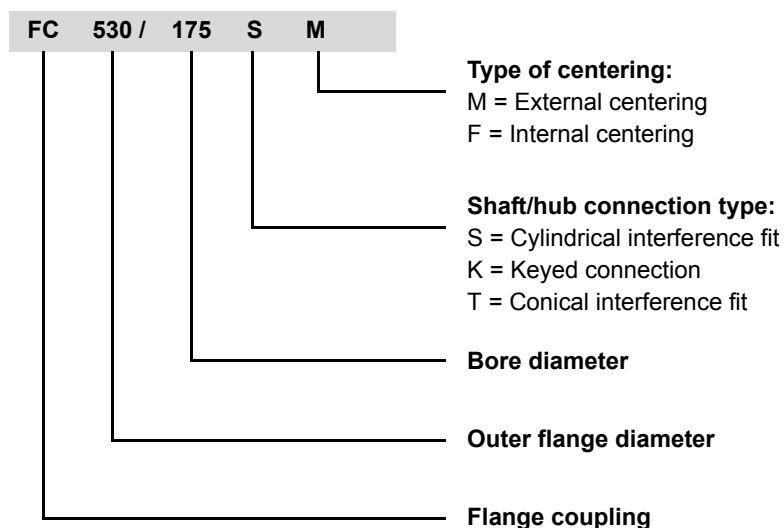 FC 530 / 175 S M
Type of centering:
M = External centering
F = Internal centering
Shaft/hub connection type:
S = Cylindrical interference fit
K = Keyed connection
T = Conical interference fit
Bore diameter
Outer flange diameter
Flange coupling